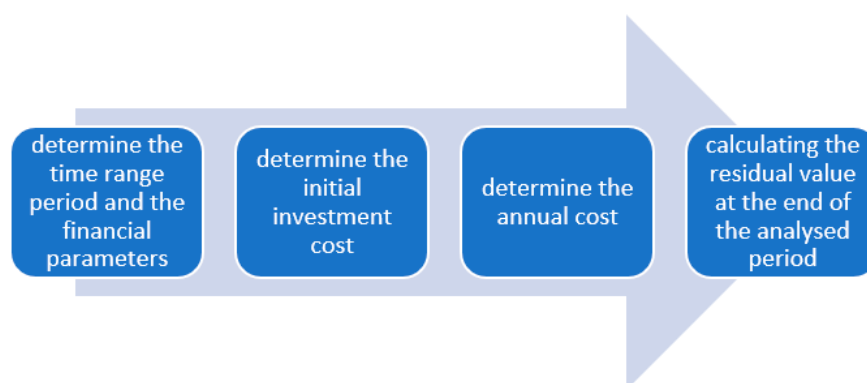 determine the
time range
period and the
financial
parameters
determine the
initial
investment
cost
determine the
annual cost
calculating the
residual value
at the end of
the analysed
period